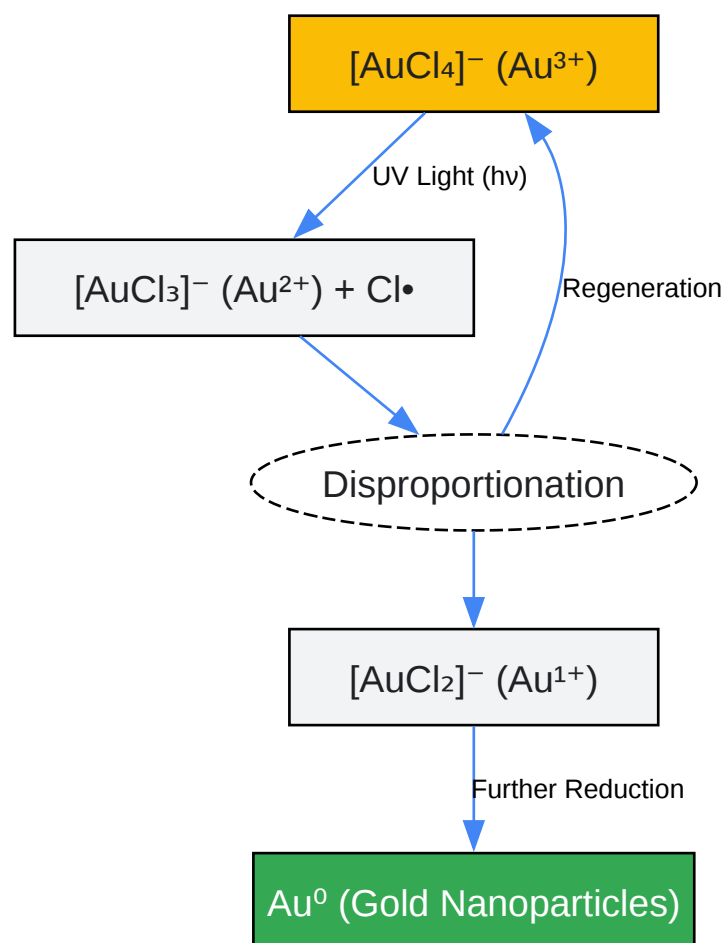 [AuCl₄]⁻ (Au³⁺)
UV Light (hν)
[AuCl₃]⁻ (Au²⁺) + Cl•
Regeneration
Disproportionation
[AuCl₂]⁻ (Au¹⁺)
Further Reduction
Au⁰ (Gold Nanoparticles)